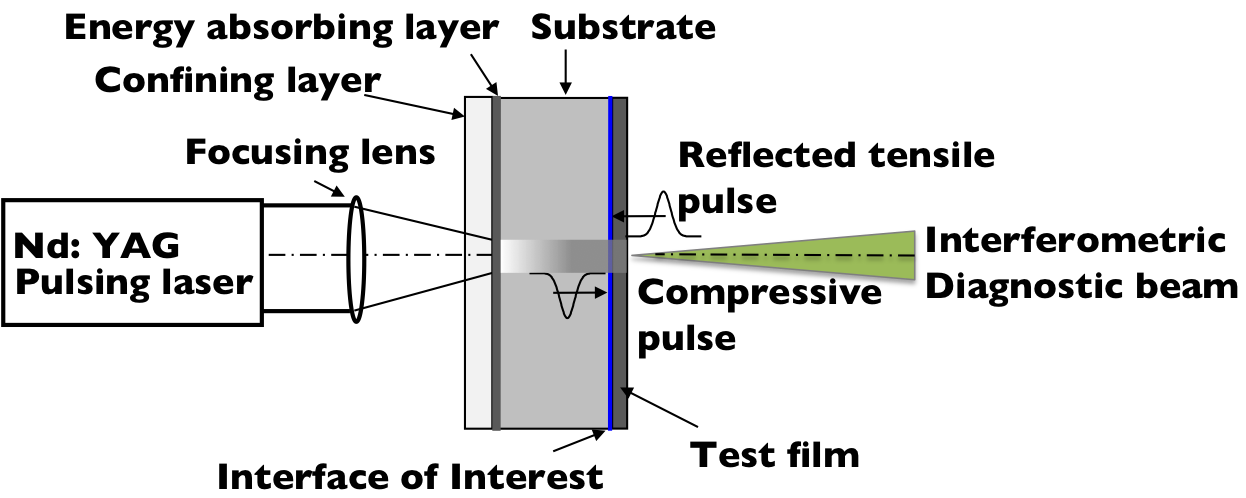 Energy absorbing layer
Substrate
Confining layer
Focusing lens
Reflected tensile
pulse
Nd: YAG
Pulsing laser
Interferometric
Diagnostic beam
Compressive
pulse
Test film
Interface of Interest